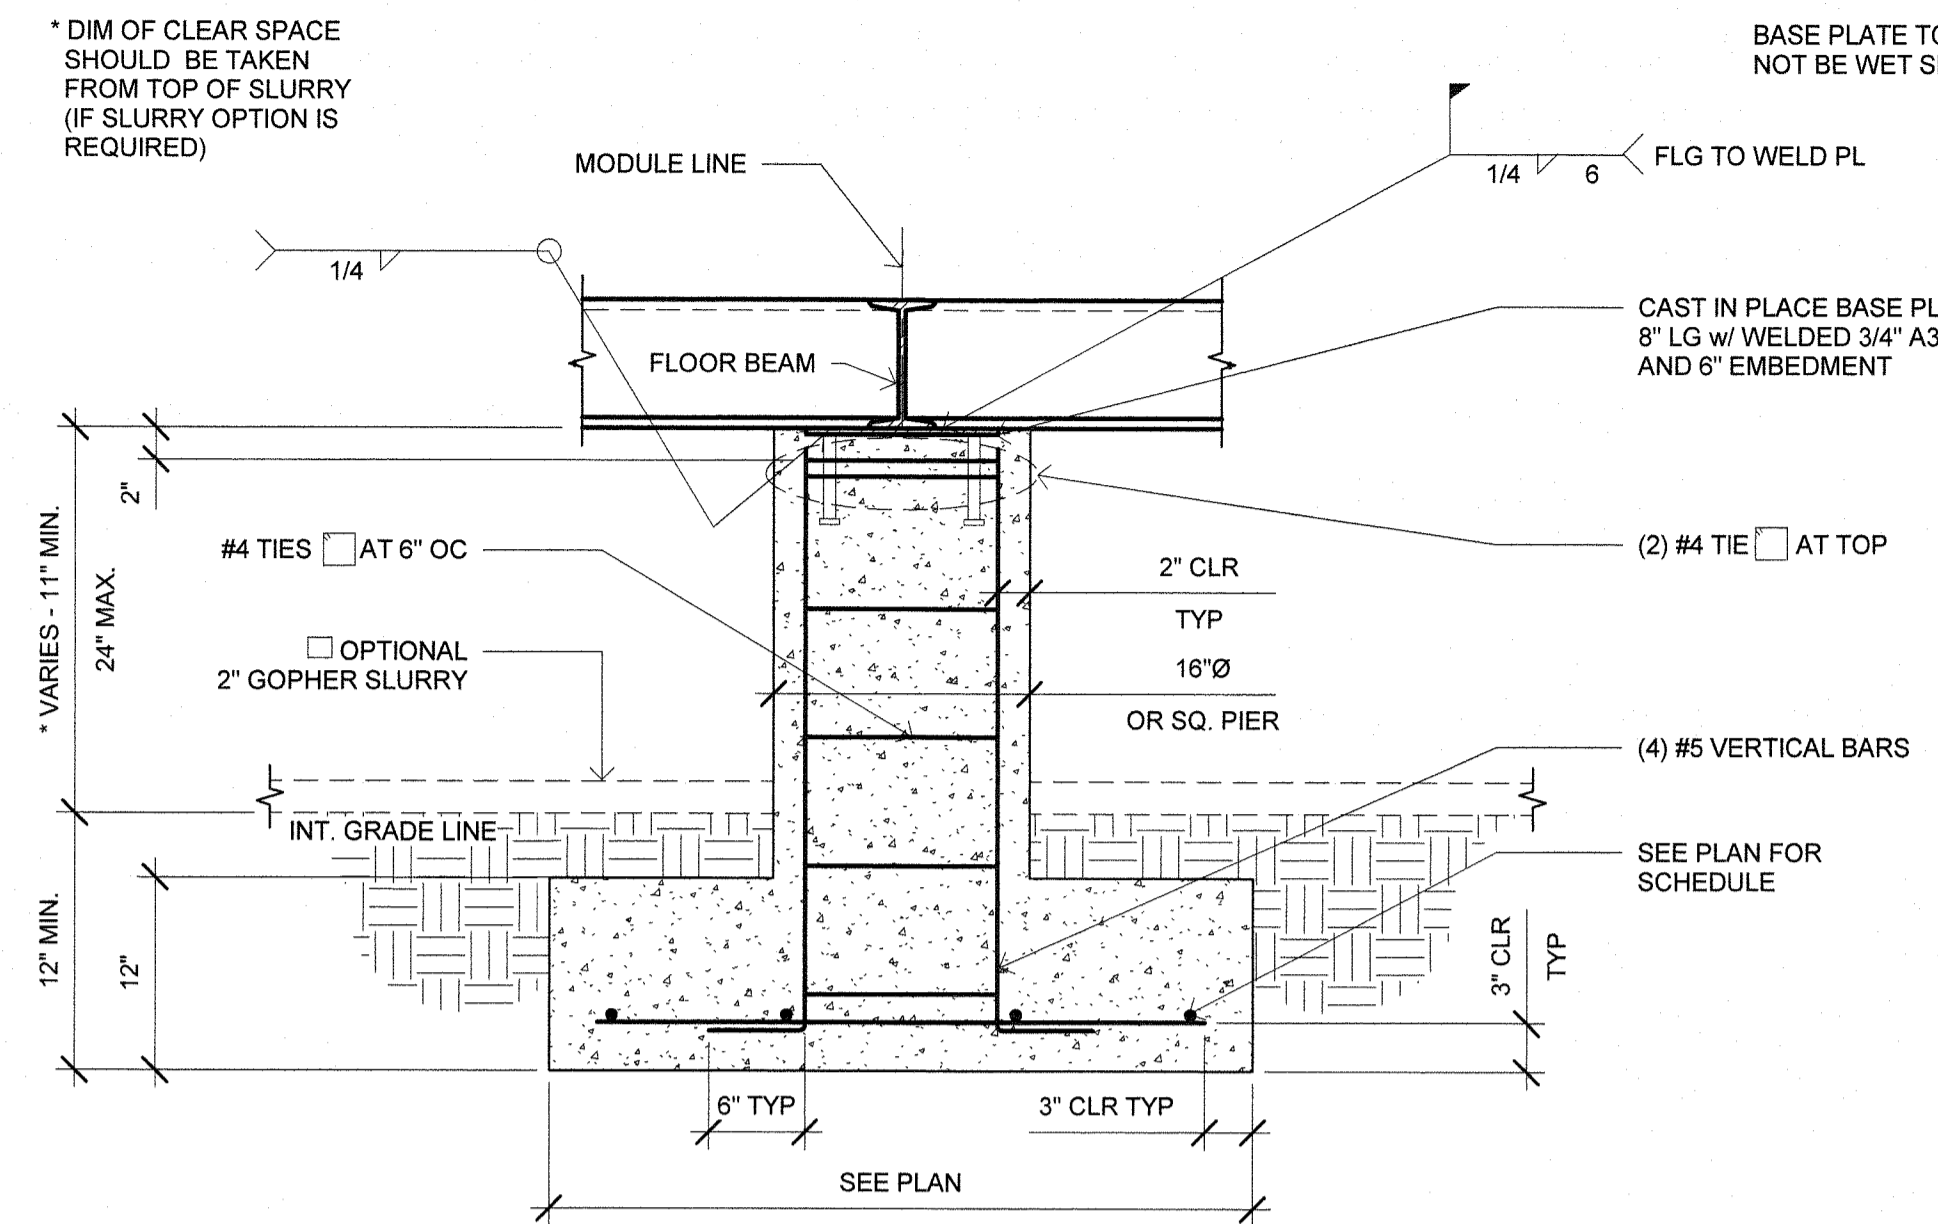 * DIM OF CLEAR SPACE
SHOULD BE TAKEN
FROM TOP OF SLURRY
(IF SLURRY OPTION IS
REQUIRED)
BASE PLATE TO
NOT BE WET
MODULE LINE
1/4 6
FLG TO WELD PL
1/4
CAST IN PLACE BASE PL
8" LG w/ WELDED 3/4" A3
AND 6" EMBEDMENT
FLOOR BEAM
2"
* VARIES - 11" MIN.
24" MAX.
#4 TIES AT 6" OC
(2) #4 TIE AT TOP
2" CLR
TYP
16"Ø
OR SQ. PIER
OPTIONAL
2" GOPHER SLURRY
(4) #5 VERTICAL BARS
INT. GRADE LINE
SEE PLAN FOR
SCHEDULE
12" MIN.
12"
3" CLR
TYP
6" TYP
3" CLR TYP
SEE PLAN